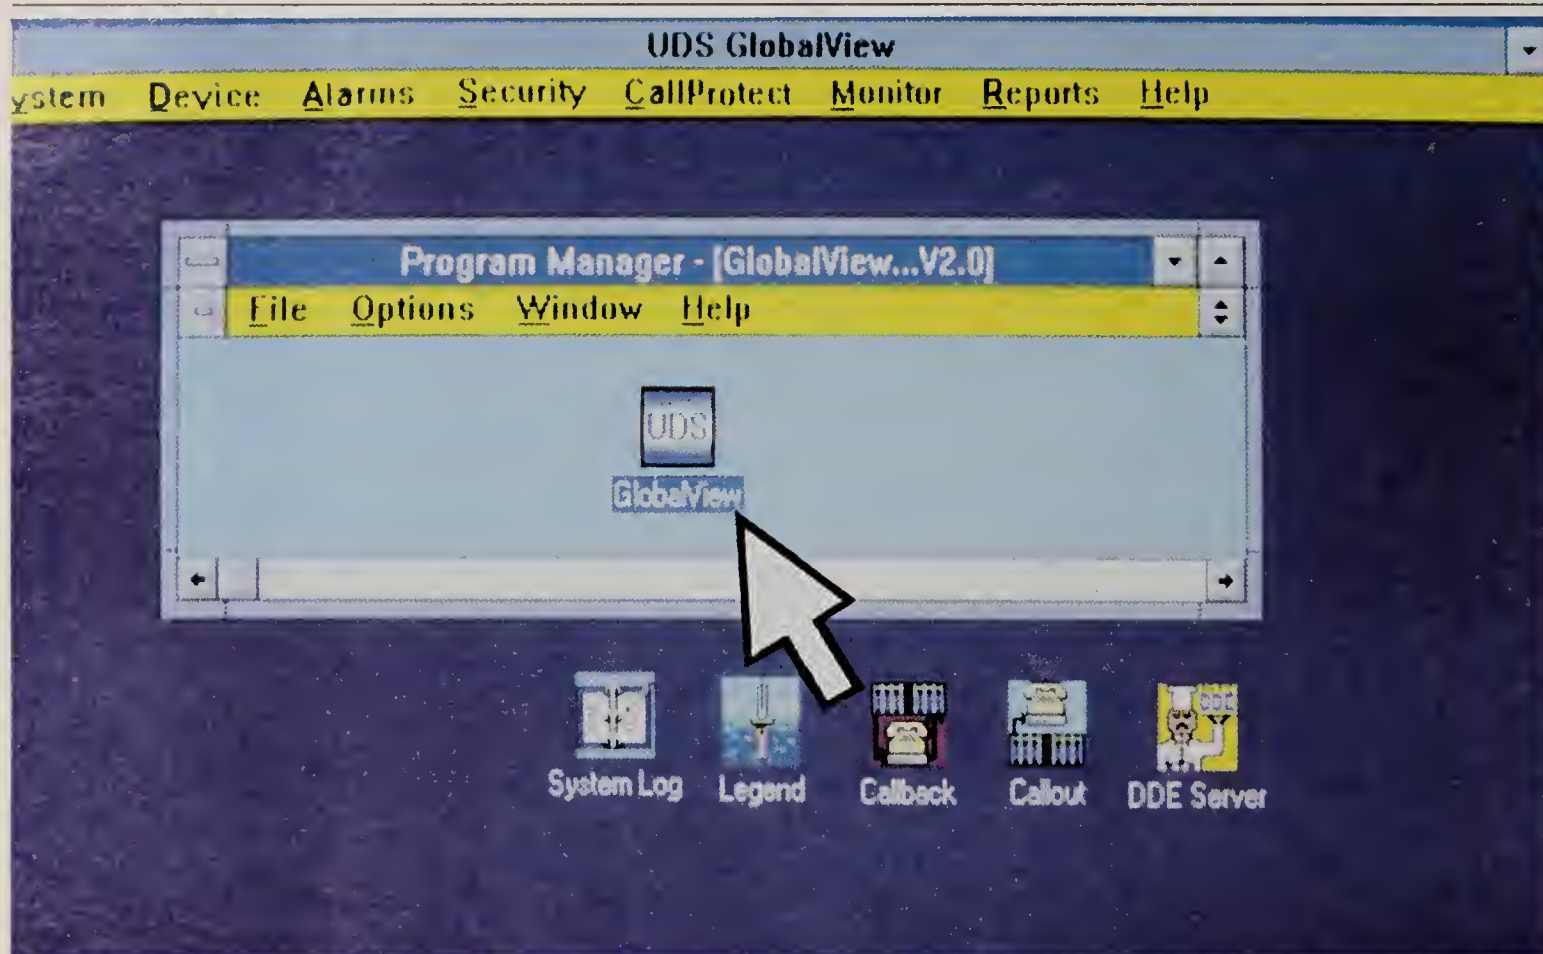 UDS GlobalView
ystem Device Alarms Security CallProtect Monitor Reports Help
Program Manager - [GlobalView...V2.0]
File Options Window Help
UDS
GlobalView
DDE
System Log Legend Callback Callout DDE Server